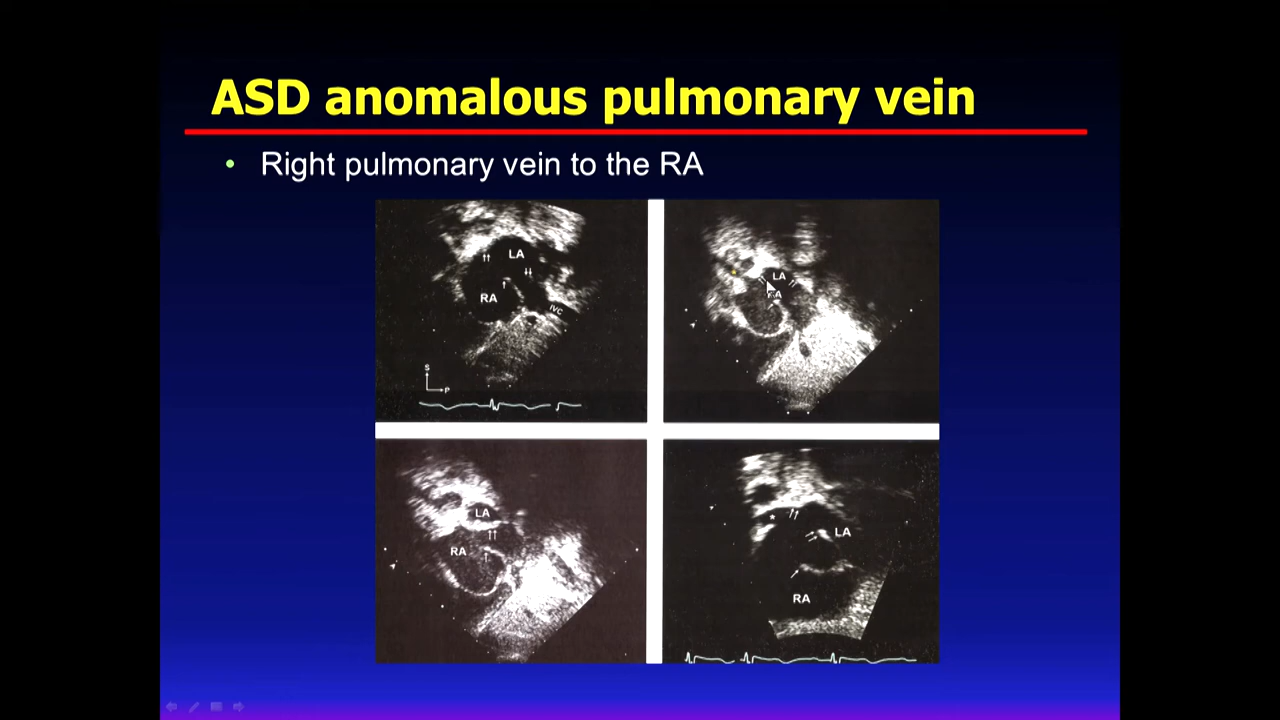 ASD anomalous pulmonary vein
• Right pulmonary vein to the RA
LA
RA
IVC
S
P
LA
RA
LA
RA
*
LA
RA